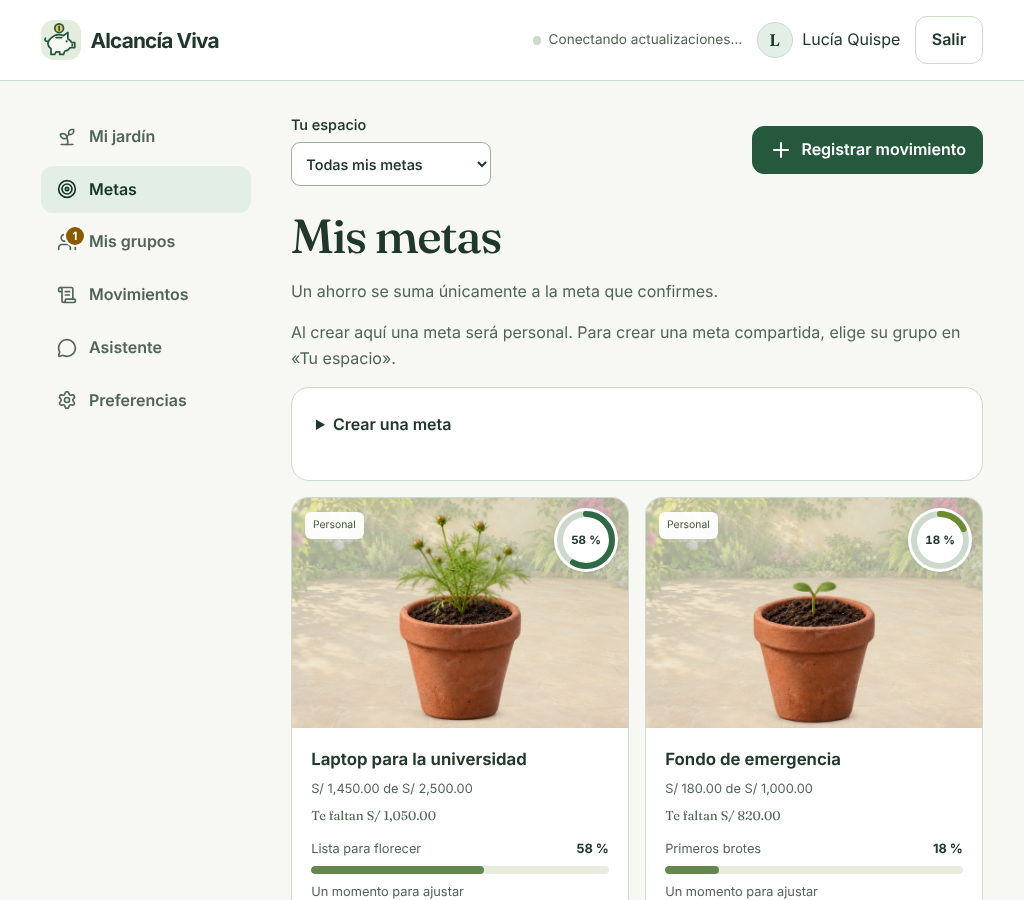 Alcancía Viva
Conectando actualizaciones...
L
Lucía Quispe
Salir
Mi jardín
Metas
1
Mis grupos
Movimientos
Asistente
Preferencias
Tu espacio
Todas mis metas
Registrar movimiento
Mis metas
Un ahorro se suma únicamente a la meta que confirmes.
Al crear aquí una meta será personal. Para crear una meta compartida, elige su grupo en
«Tu espacio».
Crear una meta
Personal
58 %
Laptop para la universidad
S/ 1,450.00 de S/ 2,500.00
Te faltan S/ 1,050.00
Lista para florecer
58 %
Un momento para ajustar
Personal
18 %
Fondo de emergencia
S/ 180.00 de S/ 1,000.00
Te faltan S/ 820.00
Primeros brotes
18 %
Un momento para ajustar